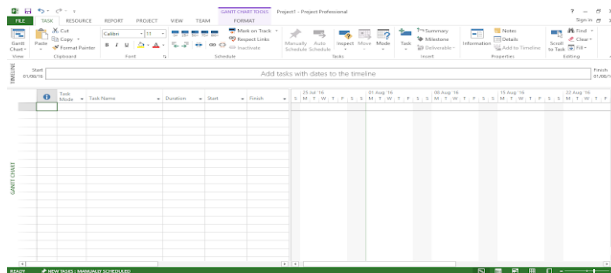 GANTT CHART TOOLS Project1 - Project Professional
FILE TASK RESOURCE REPORT PROJECT VIEW TEAM FORMAT Sign in
Gantt Chart
Paste
Cut
Copy
Format Painter
Calibri 11
B I U A
Mark on Track
Respect Links
Inactivate
Manually Schedule
Auto Schedule
Inspect Move Mode
Task
Summary
Milestone
Deliverable
Information
Notes
Details
Add to Timeline
Scroll to Task
Find
Clear
Fill
View Clipboard Font Schedule Tasks Insert Properties Editing
TIMELINE
Start
01/08/16
Add tasks with dates to the timeline
Finish
Task Mode Task Name Duration Start Finish
25 Jul '16 01 Aug '16 08 Aug '16 15 Aug '16 22 Aug '16
S M T W T F S S M T W T F S S M T W T F S S M T W T F S S M T W T F
GANTT CHART
READY NEW TASKS : MANUALLY SCHEDULED